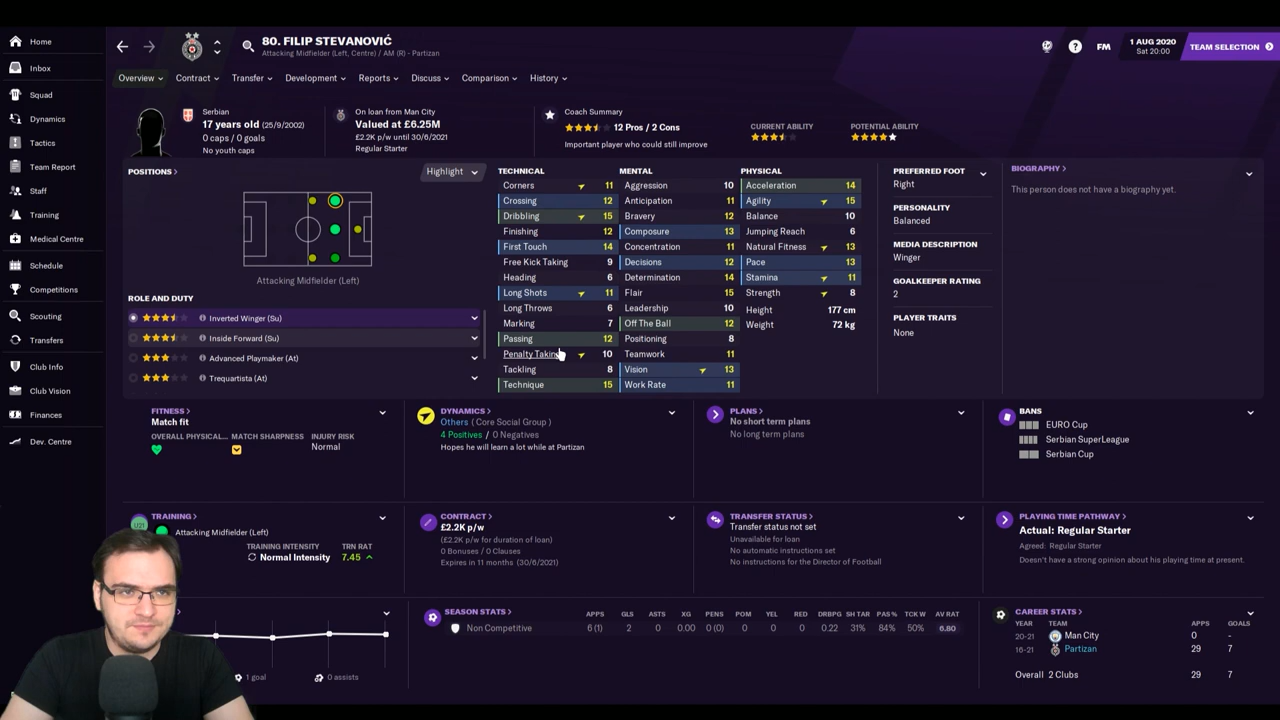 Home
Inbox
Squad
Dynamics
Tactics
Team Report
Staff
Training
Medical Centre
Schedule
Competitions
Scouting
Transfers
Club Info
Club Vision
Finances
Dev. Centre
80. FILIP STEVANOVIĆ
Attacking Midfielder (Left, Centre) / AM (R) - Partizan
FM
1 AUG 2020
Sat 20:00
TEAM SELECTION
Overview
Contract
Transfer
Development
Reports
Discuss
Comparison
History
Serbian
17 years old (25/9/2002)
0 caps / 0 goals
No youth caps
On loan from Man City
Valued at £6.25M
£2.2K p/w until 30/6/2021
Regular Starter
Coach Summary
12 Pros / 2 Cons
Important player who could still improve
CURRENT ABILITY
POTENTIAL ABILITY
POSITIONS
Highlight
Attacking Midfielder (Left)
ROLE AND DUTY
Inverted Winger (Su)
Inside Forward (Su)
Advanced Playmaker (At)
Trequartista (At)
TECHNICAL
Corners 11
Crossing 12
Dribbling 15
Finishing 12
First Touch 14
Free Kick Taking 9
Heading 6
Long Shots 11
Long Throws 6
Marking 7
Passing 12
Penalty Taking 10
Tackling 8
Technique 15
MENTAL
Aggression 10
Anticipation 11
Bravery 12
Composure 13
Concentration 11
Decisions 12
Determination 14
Flair 15
Leadership 10
Off The Ball 12
Positioning 8
Teamwork 11
Vision 13
Work Rate 11
PHYSICAL
Acceleration 14
Agility 15
Balance 10
Jumping Reach 6
Natural Fitness 13
Pace 13
Stamina 11
Strength 8
Height 177 cm
Weight 72 kg
PREFERRED FOOT
Right
PERSONALITY
Balanced
MEDIA DESCRIPTION
Winger
GOALKEEPER RATING
2
PLAYER TRAITS
None
BIOGRAPHY
This person does not have a biography yet.
FITNESS
Match fit
OVERALL PHYSICAL... MATCH SHARPNESS INJURY RISK
Normal
DYNAMICS
Others ( Core Social Group )
4 Positives / 0 Negatives
Hopes he will learn a lot while at Partizan
PLANS
No short term plans
No long term plans
BANS
EURO Cup
Serbian SuperLeague
Serbian Cup
U21
TRAINING
Attacking Midfielder (Left)
TRAINING INTENSITY
Normal Intensity
TRN RAT
7.45
CONTRACT
£2.2K p/w
(£2.2K p/w for duration of loan)
0 Bonuses / 0 Clauses
Expires in 11 months (30/6/2021)
TRANSFER STATUS
Transfer status not set
Unavailable for loan
No automatic instructions set
No instructions for the Director of Football
PLAYING TIME PATHWAY
Actual: Regular Starter
Agreed: Regular Starter
Doesn't have a strong opinion about his playing time at present.
1 goal
0 assists
SEASON STATS APPS GLS ASTS XG PENS POM YEL RED DRBPG SH TAR PAS% TCK W AV RAT
Non Competitive 6 (1) 2 0 0.00 0 (0) 0 0 0 0.22 31% 84% 50% 6.80
CAREER STATS
YEAR TEAM APPS GOALS
20-21 Man City 0 -
16-21 Partizan 29 7
Overall 2 Clubs 29 7